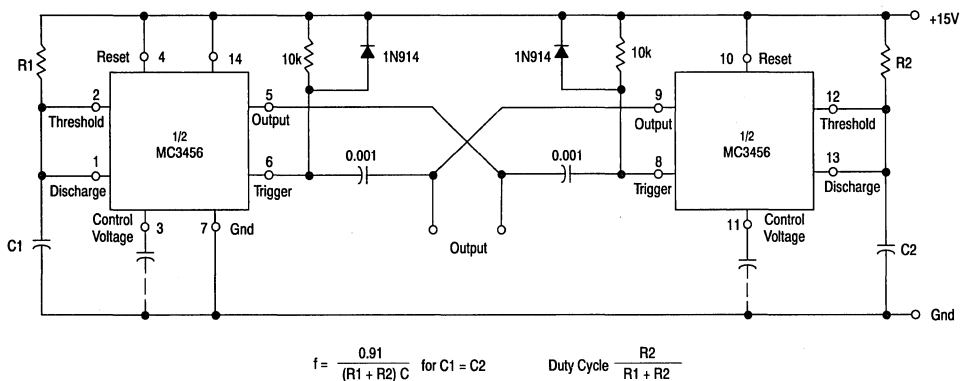 +15V
R1
Reset
4
14
10k
1N914
1N914
10k
10
Reset
R2
2
Threshold
5
Output
9
Output
12
Threshold
1/2
MC3456
1/2
MC3456
1
Discharge
6
Trigger
0.001
0.001
8
Trigger
13
Discharge
Control
Voltage
3
7
Gnd
Output
11
Control
Voltage
C1
C2
Gnd
f = 0.91 / (R1 + R2) C for C1 = C2
Duty Cycle R2 / R1 + R2